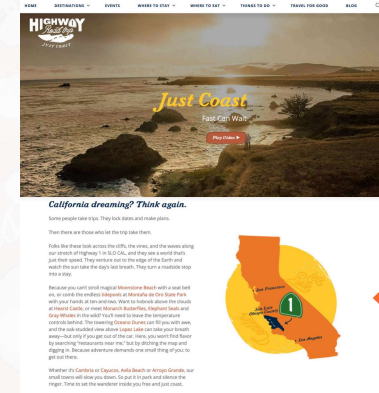 HOME DESTINATIONS EVENTS WHERE TO STAY WHERE TO EAT THINGS TO DO TRAVEL FOR GOOD BLOG
HIGHWAY
Road trip
JUST COAST
Just Coast
Fast Can Wait
Play Video
California dreaming? Think again.
Some people take trips. They lock dates and make plans.
Then there are those who let the trip take them.
Folks like these look across the cliffs, the vines, and the waves along
our stretch of Highway 1 in SLO CAL, and they see a world that's
just their speed. They venture out to the edge of the Earth and
watch the sun take the day's last breath. They turn a roadside stop
into a stay.
Because you can't scroll magical Moonstone Beach with a seat belt
on, or comb the endless tidepools at Montaña de Oro State Park
with your hands at ten-and-two. Want to hobnob above the clouds
at Hearst Castle, or meet Monarch Butterflies, Elephant Seals and
Gray Whales in the wild? You'll need to leave the temperature
controls behind. The towering Oceano Dunes can fill you with awe,
and the oak-studded view above Lopez Lake can take your breath
away—but only if you get out of the car. Here, you won't find flavor
by searching "restaurants near me," but by ditching the map and
digging in. Because adventure demands one small thing of you: to
get out there.
Whether it's Cambria or Cayucos, Avila Beach or Arroyo Grande, our
small towns will slow you down. So put it in park and silence the
ringer. Time to set the wanderer inside you free and just coast.
San Francisco
1
San Luis
Obispo County
Los Angeles